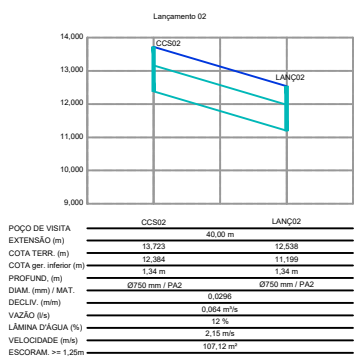 Lançamento 02
14,000
CCS02
13,000
LANÇ02
12,000
11,000
10,000
9,000
POÇO DE VISITA CCS02 LANÇ02
EXTENSÃO (m) 40,00 m
COTA TERR. (m) 13,723 12,538
COTA ger. inferior (m) 12,384 11,199
PROFUND, (m) 1,34 m 1,34 m
DIAM. (mm) / MAT. Ø750 mm / PA2 Ø750 mm / PA2
DECLIV. (m/m) 0,0296
VAZÃO (l/s) 0,064 m³/s
LÂMINA D'ÁGUA (%) 12 %
VELOCIDADE (m/s) 2,15 m/s
ESCORAM. >= 1,25m 107,12 m²